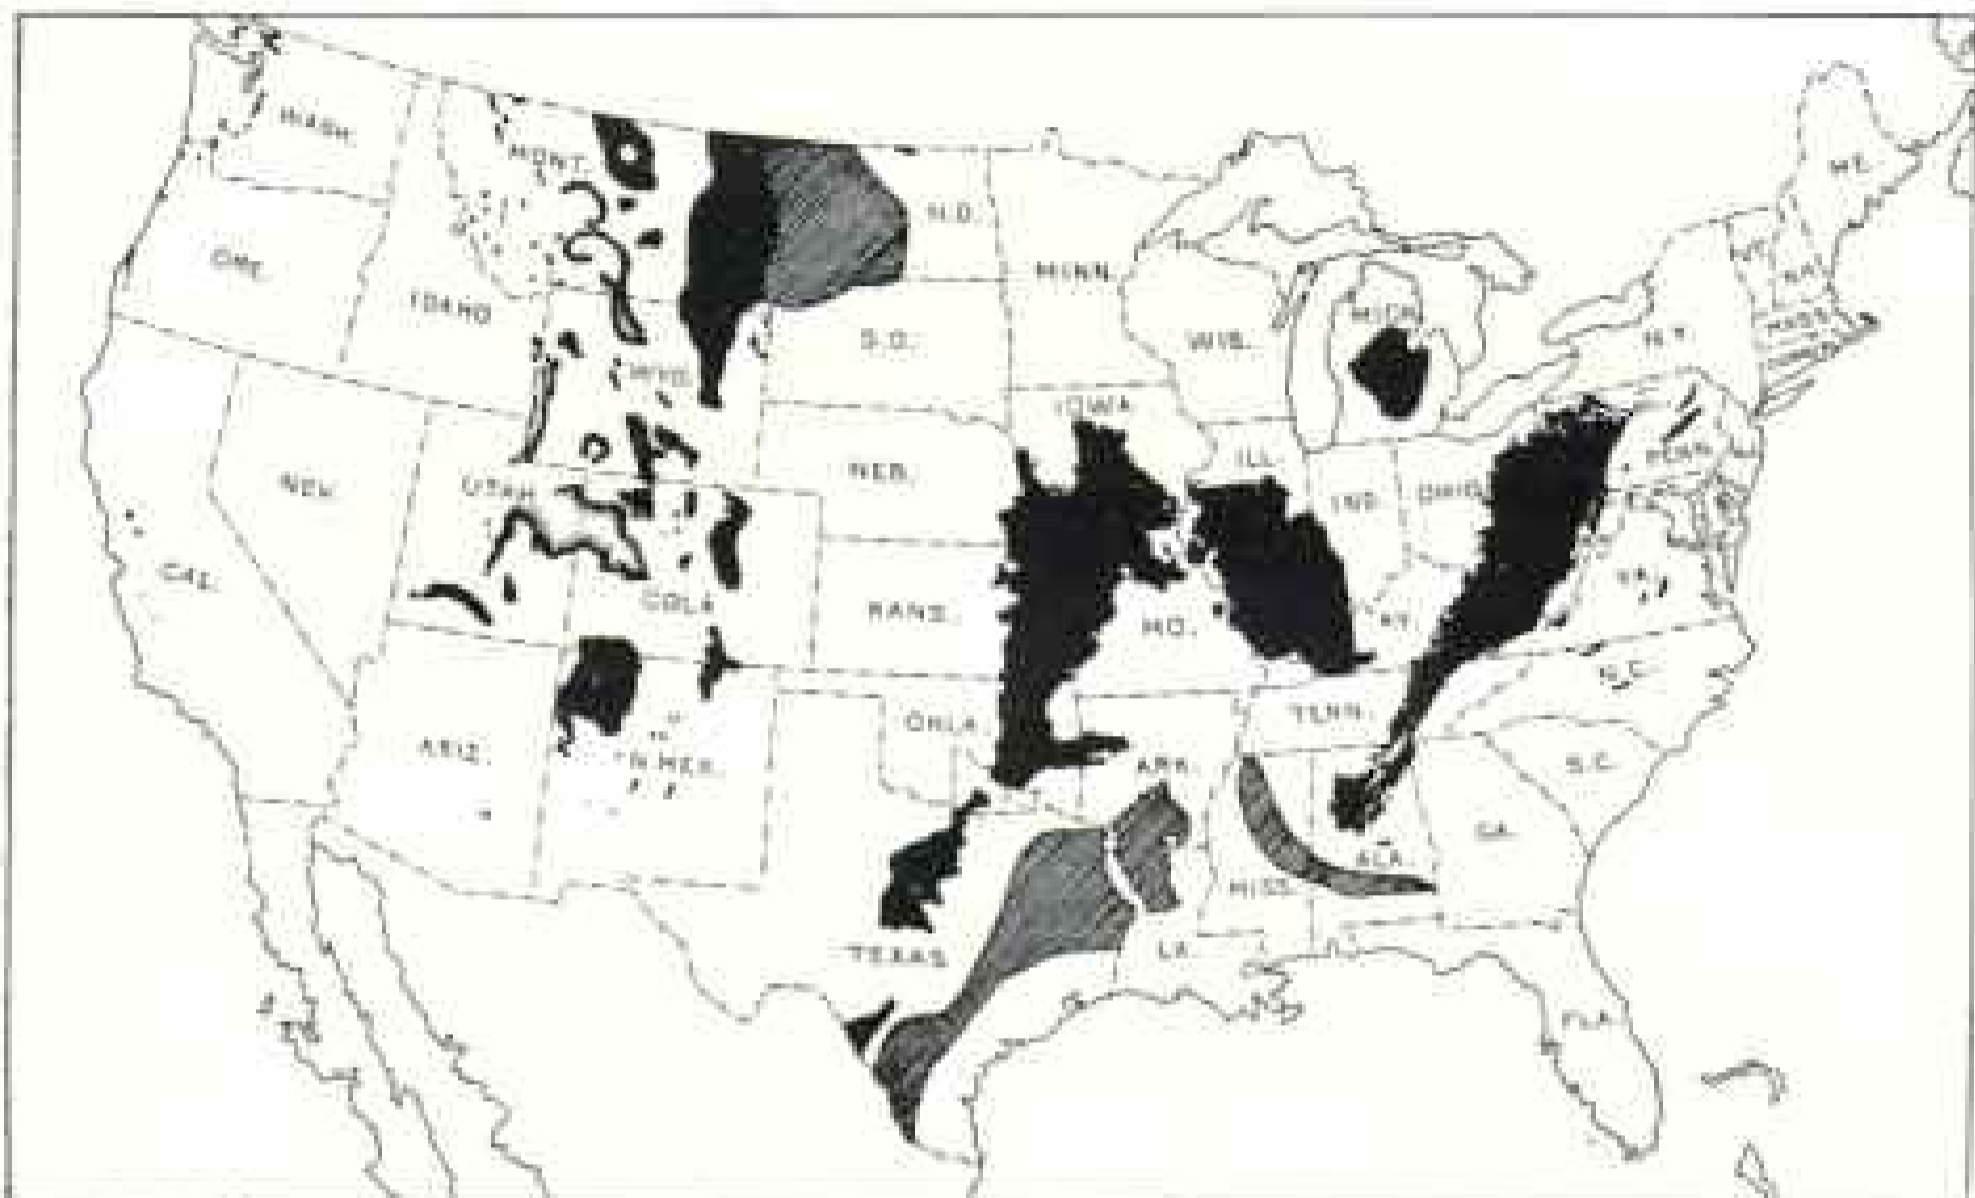 WASH.
MONT.
N.D.
MINN.
ME.
ORE.
IDAHO
S.D.
WIS.
MICH.
N.Y.
MASS.
WYO.
IOWA
NEB.
ILL.
IND.
OHIO
PENN.
NEV.
UTAH
CAL.
COLO.
KANS.
MO.
KY.
VA.
N.C.
TENN.
ARIZ.
N.MEX.
OKLA.
ARK.
S.C.
GA.
ALA.
MISS.
TEXAS
LA.
FLA.